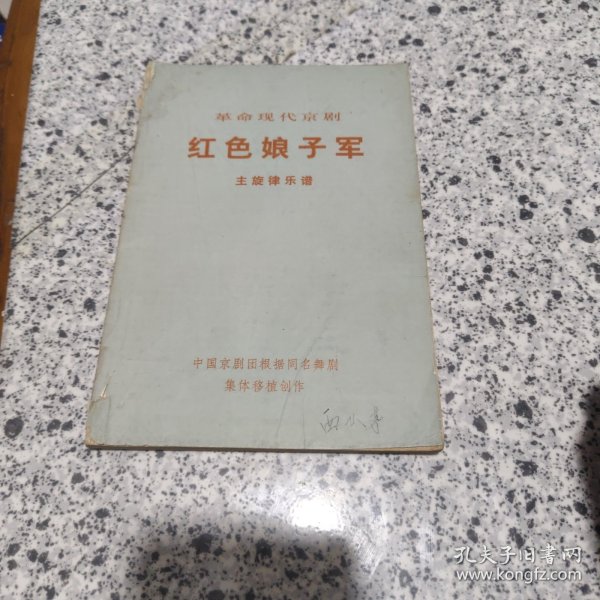 革命现代京剧
红色娘子军
主旋律乐谱
中国京剧团根据同名舞剧
集体移植创作
孔夫子旧书网
www.kongfz.com